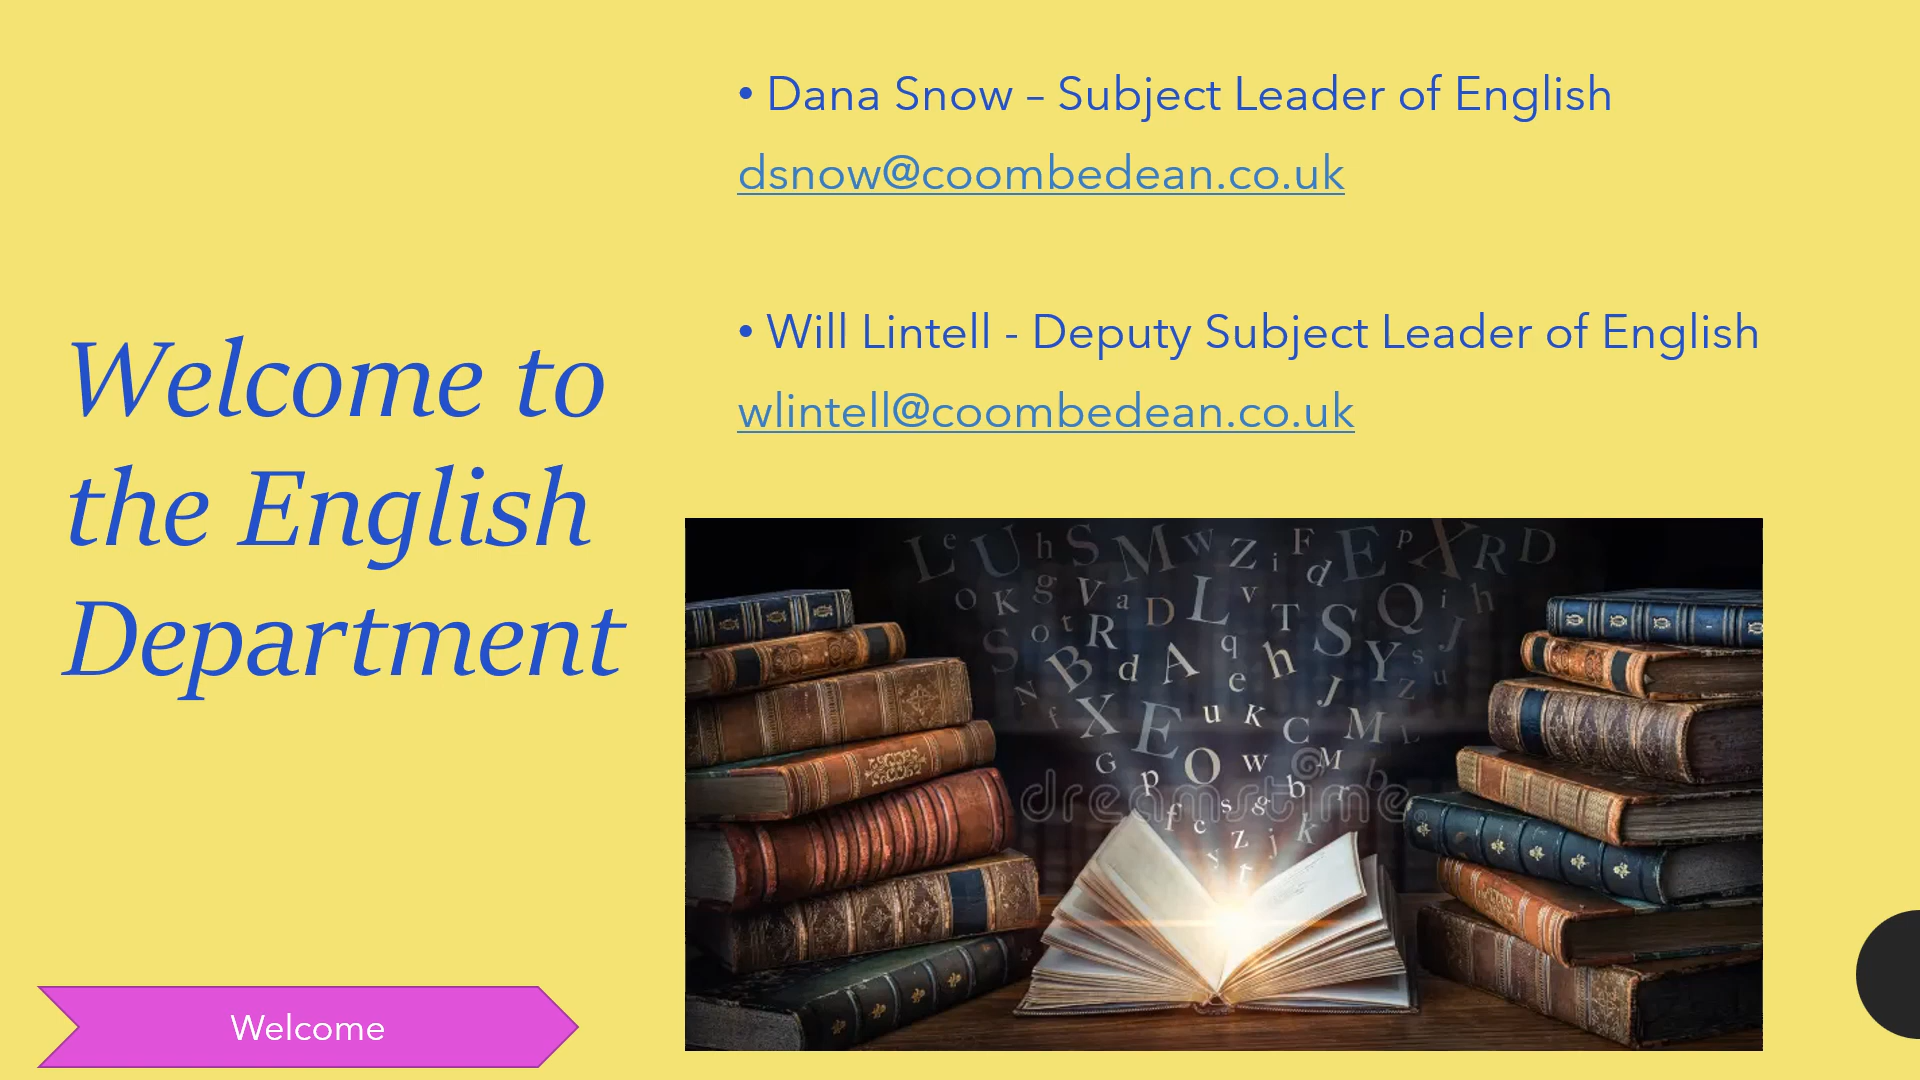 Welcome to
the English
Department
• Dana Snow – Subject Leader of English
dsnow@coombedean.co.uk
• Will Lintell - Deputy Subject Leader of English
wlintell@coombedean.co.uk
dreamstime
Welcome